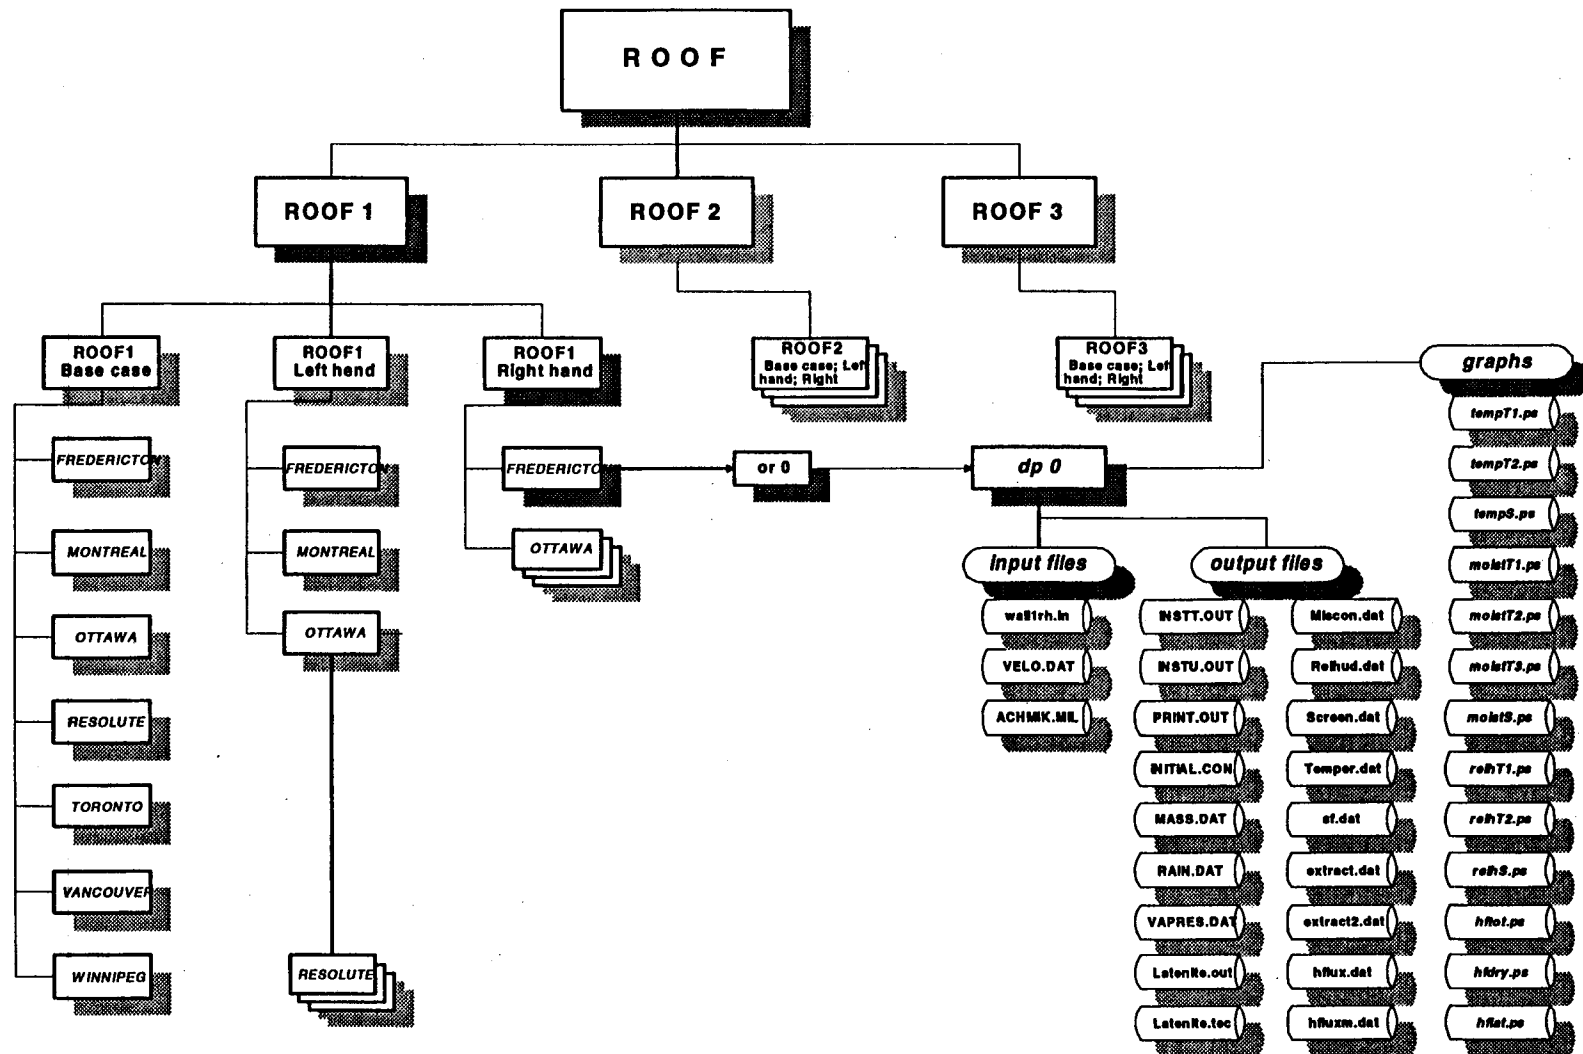 ROOF
ROOF 1
ROOF 2
ROOF 3
ROOF1
Base case
ROOF1
Left hend
ROOF1
Right hand
ROOF2
Base case; Left
hand; Right
ROOF3
Base case; Left
hand; Right
graphs
FREDERICTON
MONTREAL
OTTAWA
RESOLUTE
TORONTO
VANCOUVER
WINNIPEG
FREDERICTON
MONTREAL
OTTAWA
RESOLUTE
FREDERICTON
OTTAWA
or 0
dp 0
input files
wall1rh.in
VELO.DAT
ACHMIK.MIL
output files
INSTT.OUT
INSTU.OUT
PRINT.OUT
INITIAL.CON
MASS.DAT
RAIN.DAT
VAPRES.DAT
Latenite.out
Latenite.tec
Miscon.dat
Relhud.dat
Screen.dat
Temper.dat
sf.dat
extract.dat
extract2.dat
hflux.dat
hfluxm.dat
tempT1.ps
tempT2.ps
tempS.ps
moistT1.ps
moistT2.ps
moistT3.ps
moistS.ps
relhT1.ps
relhT2.ps
relhS.ps
hftot.ps
hfdry.ps
hflat.ps